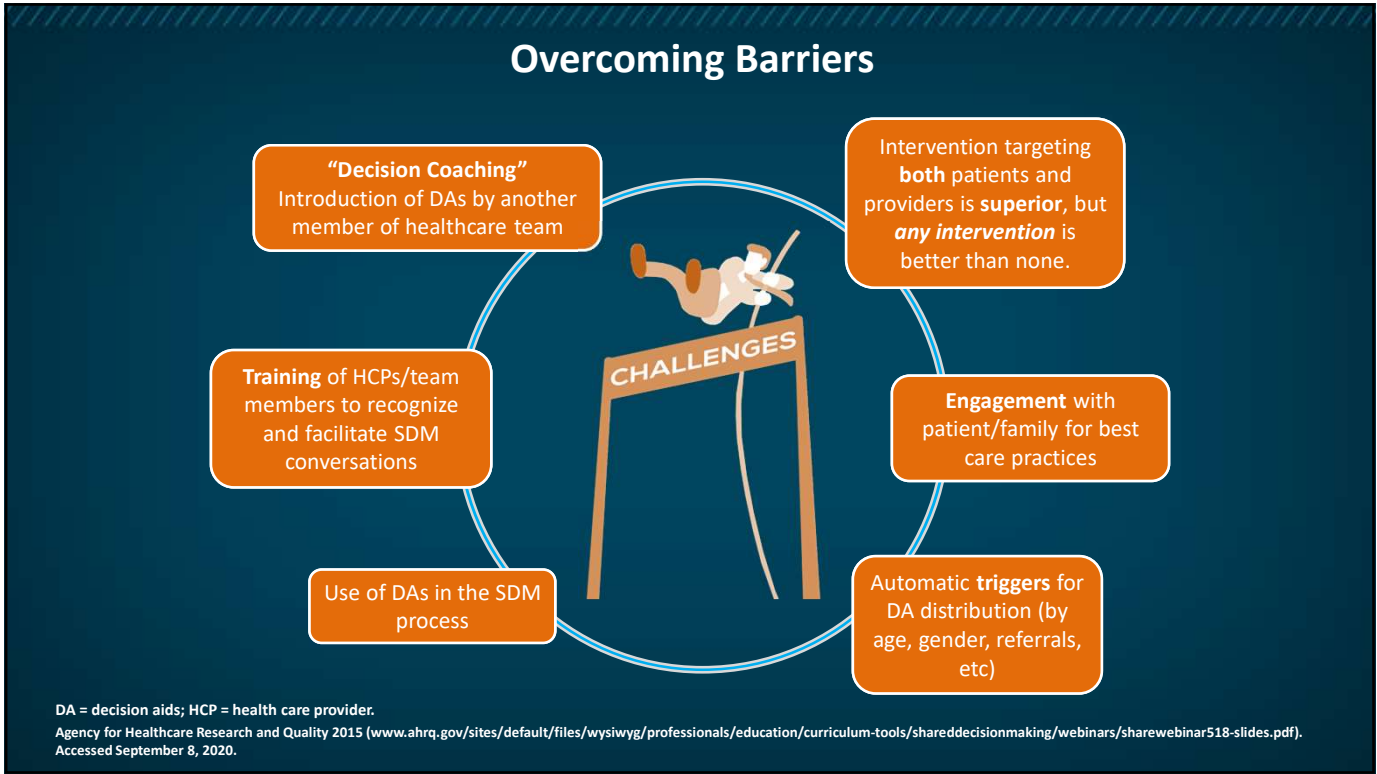 Overcoming Barriers
“Decision Coaching”
Introduction of DAs by another
member of healthcare team
Intervention targeting
both patients and
providers is superior, but
any intervention is
better than none.
CHALLENGES
Training of HCPs/team
members to recognize
and facilitate SDM
conversations
Engagement with
patient/family for best
care practices
Use of DAs in the SDM
process
Automatic triggers for
DA distribution (by
age, gender, referrals,
etc)
DA = decision aids; HCP = health care provider.
Agency for Healthcare Research and Quality 2015 (www.ahrq.gov/sites/default/files/wysiwyg/professionals/education/curriculum-tools/shareddecisionmaking/webinars/sharewebinar518-slides.pdf).
Accessed September 8, 2020.